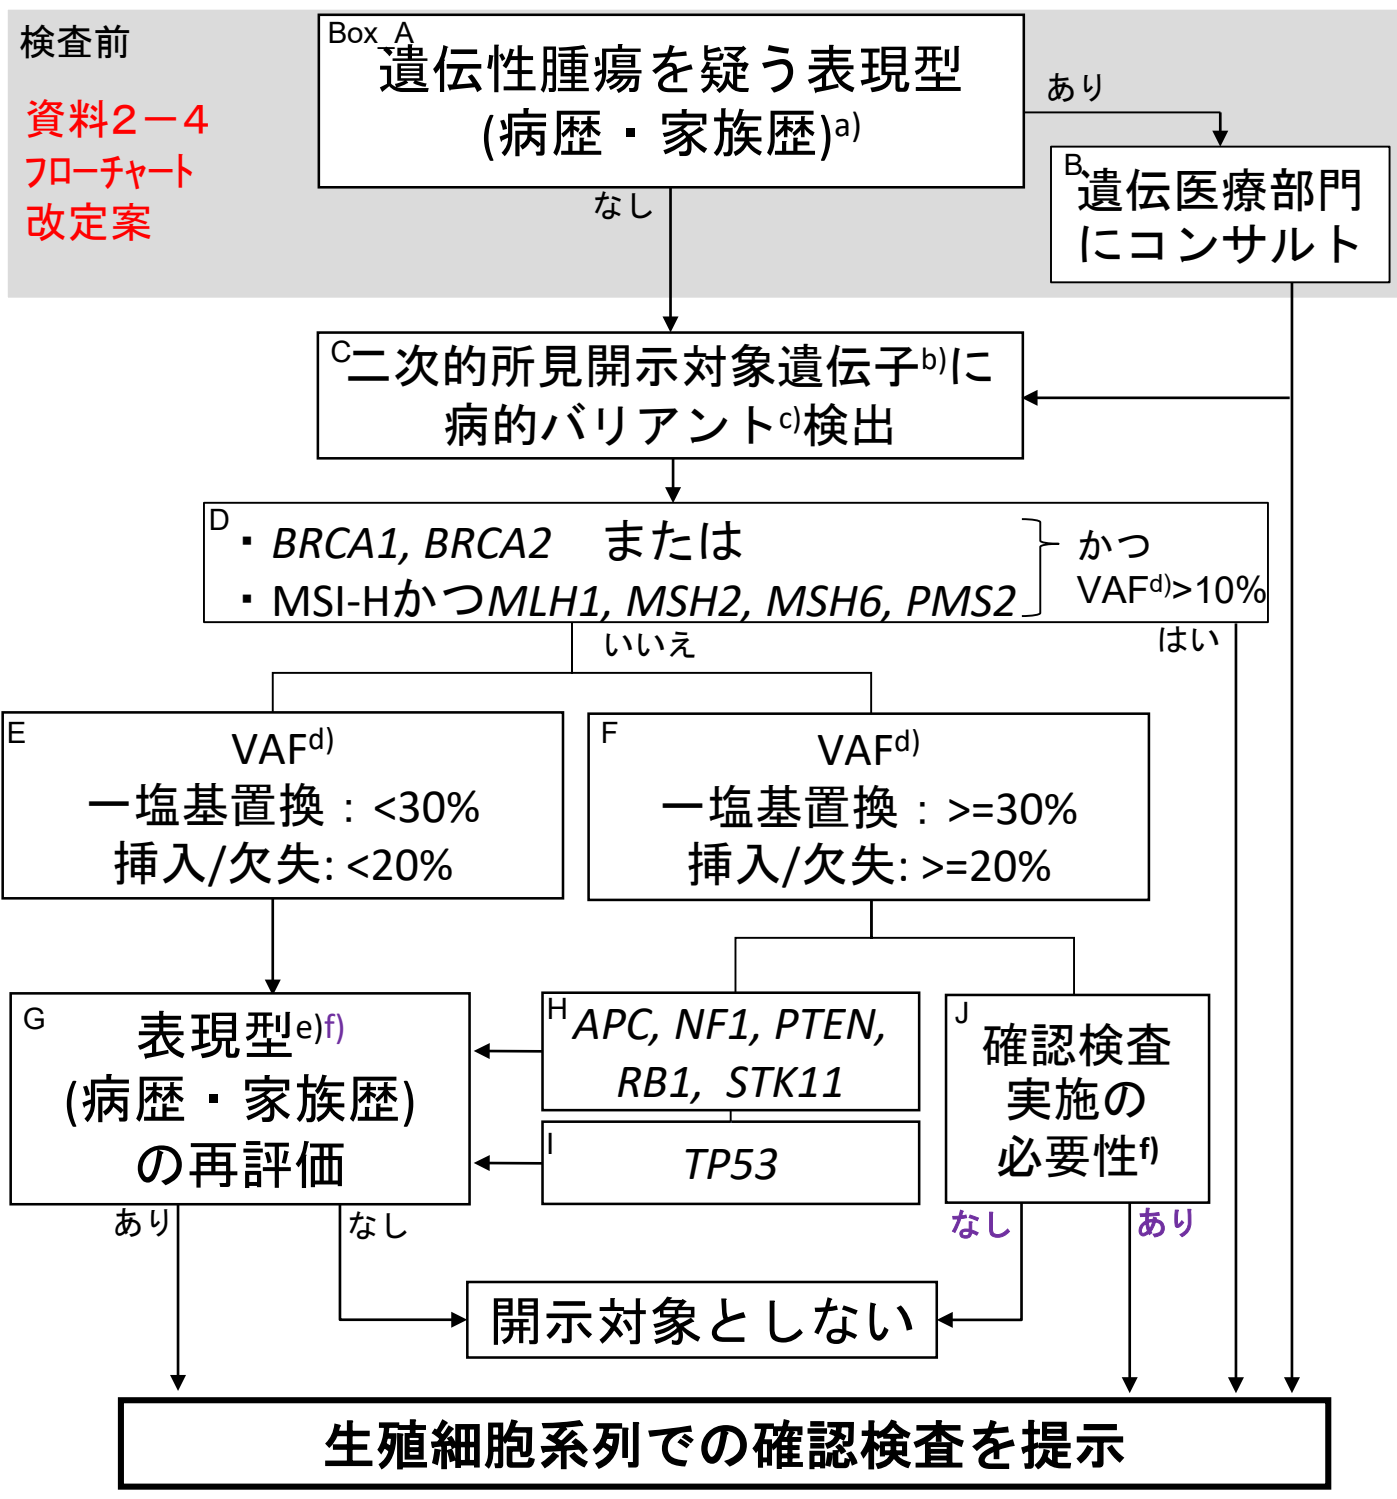 検査前
資料２－４
フローチャート
改定案
Box_A
遺伝性腫瘍を疑う表現型
(病歴・家族歴)a)
あり
なし
B
遺伝医療部門
にコンサルト
C
二次的所見開示対象遺伝子b)に
病的バリアントc)検出
D
・BRCA1, BRCA2　または
・MSI-HかつMLH1, MSH2, MSH6, PMS2
かつ
VAFd)>10%
いいえ
はい
E
VAFd)
一塩基置換：<30%
挿入/欠失: <20%
F
VAFd)
一塩基置換：>=30%
挿入/欠失: >=20%
G
表現型e)f)
(病歴・家族歴)
の再評価
H
APC, NF1, PTEN,
RB1, STK11
I
TP53
J
確認検査
実施の
必要性f)
あり
なし
なし
あり
開示対象としない
生殖細胞系列での確認検査を提示